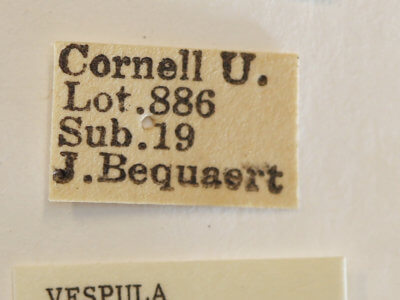 Cornell U.
Lot.886
Sub.19
J.Bequaert
VESPULA